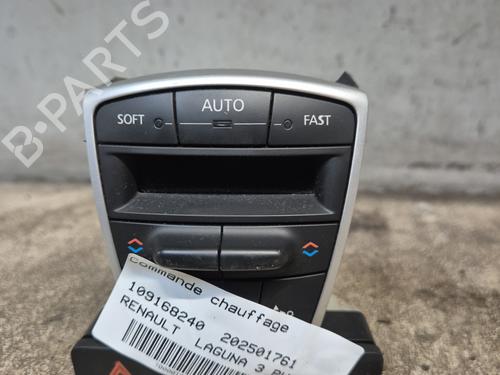 B-PARTS
SOFT
AUTO
FAST
Commande chauffage
109168240 202501761
RENAULT LAGUNA 3